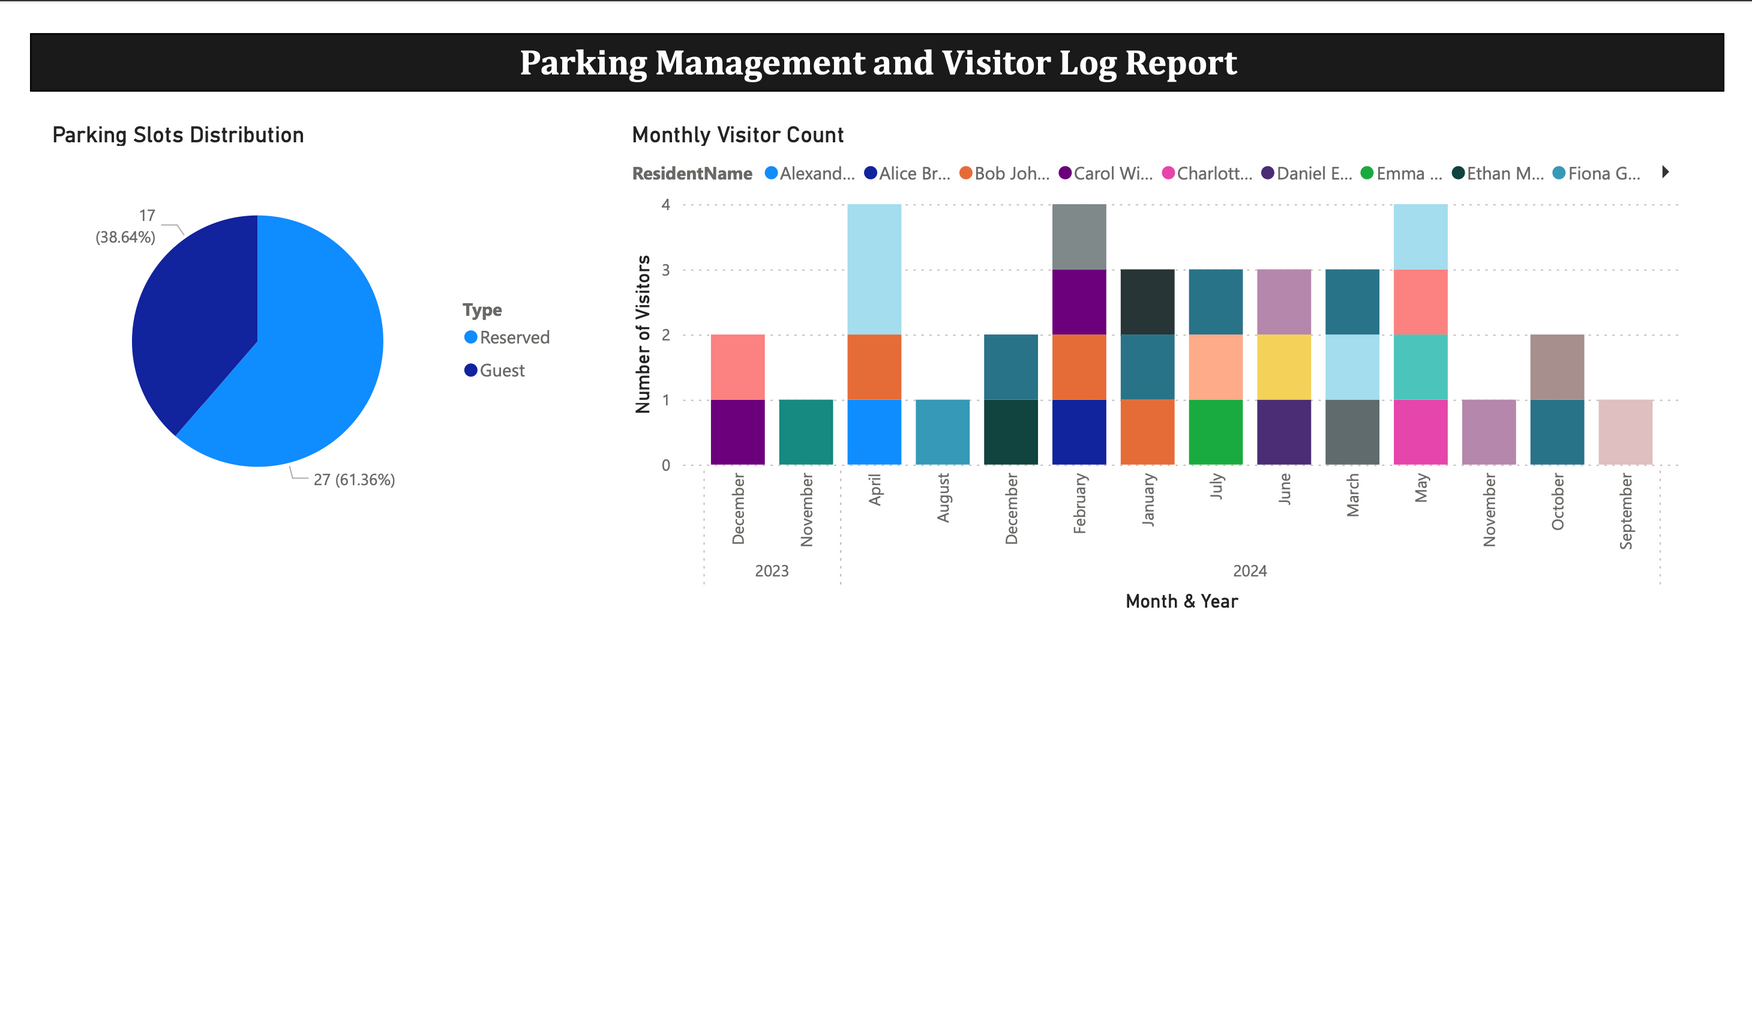 Parking Management and Visitor Log Report
Parking Slots Distribution
17
(38.64%)
27 (61.36%)
Type
Reserved
Guest
Monthly Visitor Count
ResidentName Alexand... Alice Br... Bob Joh... Carol Wi... Charlott... Daniel E... Emma ... Ethan M... Fiona G...
Number of Visitors
4
3
2
1
0
December
November
April
August
December
February
January
July
June
March
May
November
October
September
2023
2024
Month & Year